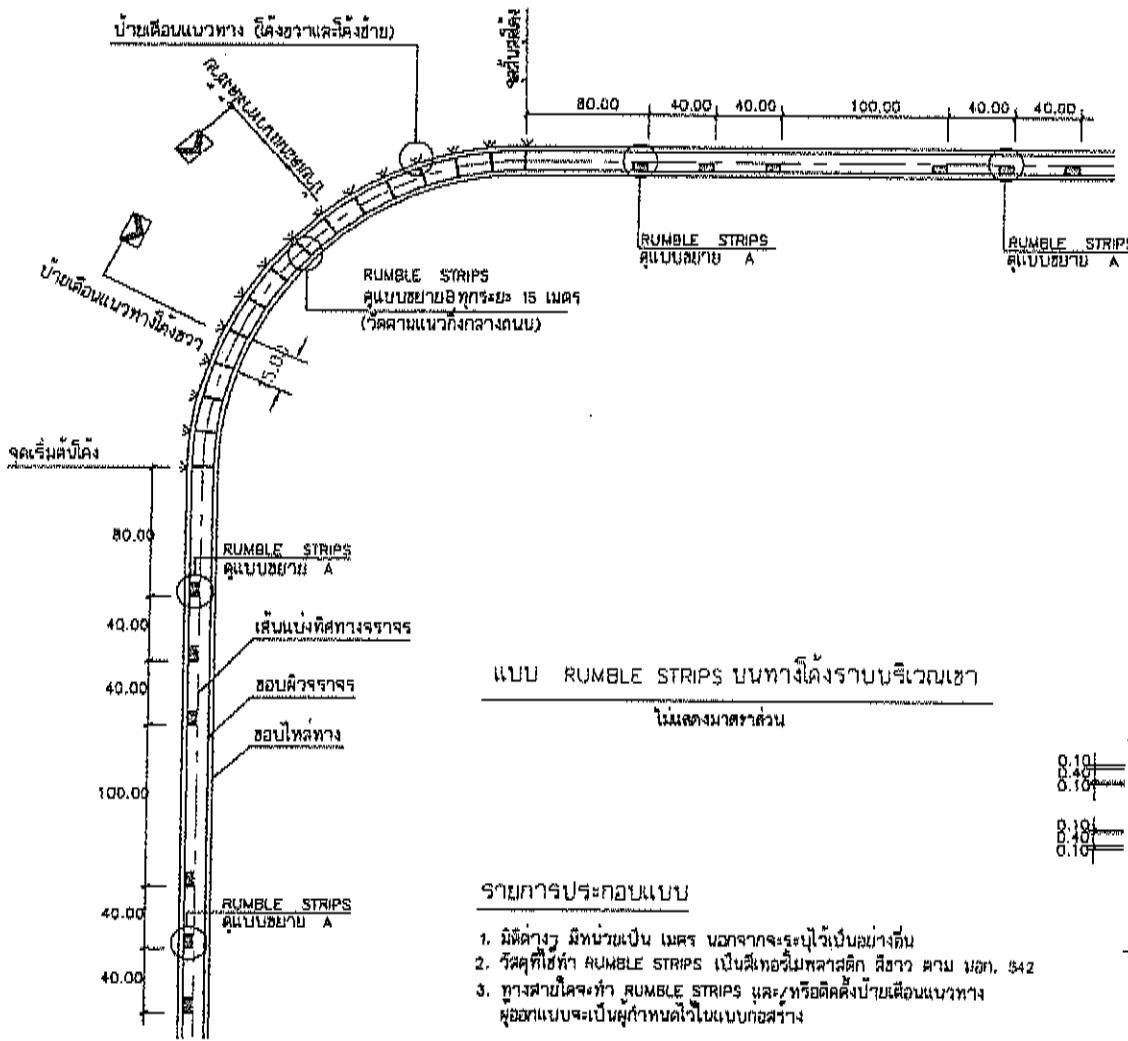 ป้ายเตือนแนวทาง (โค้งขวาและโค้งซ้าย)
จุดสิ้นสุดโค้ง
80.00
40.00
40.00
100.00
40.00
40.00
RUMBLE STRIPS
ดูแบบขยาย A
RUMBLE STRIPS
ดูแบบขยาย A
ป้ายเตือนแนวทางโค้งขวา
RUMBLE STRIPS
ดูแบบขยายBทุกระยะ 15 เมตร
(วัดตามแนวกึ่งกลางถนน)
15.00
จุดเริ่มต้นโค้ง
80.00
RUMBLE STRIPS
ดูแบบขยาย A
40.00
เส้นแบ่งทิศทางจราจร
40.00
ขอบผิวจราจร
ขอบไหล่ทาง
100.00
RUMBLE STRIPS
ดูแบบขยาย A
40.00
40.00
แบบ RUMBLE STRIPS บนทางโค้งราบบริเวณเขา
ไม่แสดงมาตราส่วน
0.10
0.40
0.10
0.10
0.40
0.10
รายการประกอบแบบ
1. มิติต่างๆ มีหน่วยเป็น เมตร นอกจากจะระบุไว้เป็นอย่างอื่น
2. วัสดุที่ใช้ทำ RUMBLE STRIPS เป็นสีเทอร์โมพลาสติก สีขาว ตาม มอก. 542
3. ทางสายใดจะทำ RUMBLE STRIPS และ/หรือติดตั้งป้ายเตือนแนวทาง
ผู้ออกแบบจะเป็นผู้กำหนดไว้ในแบบก่อสร้าง